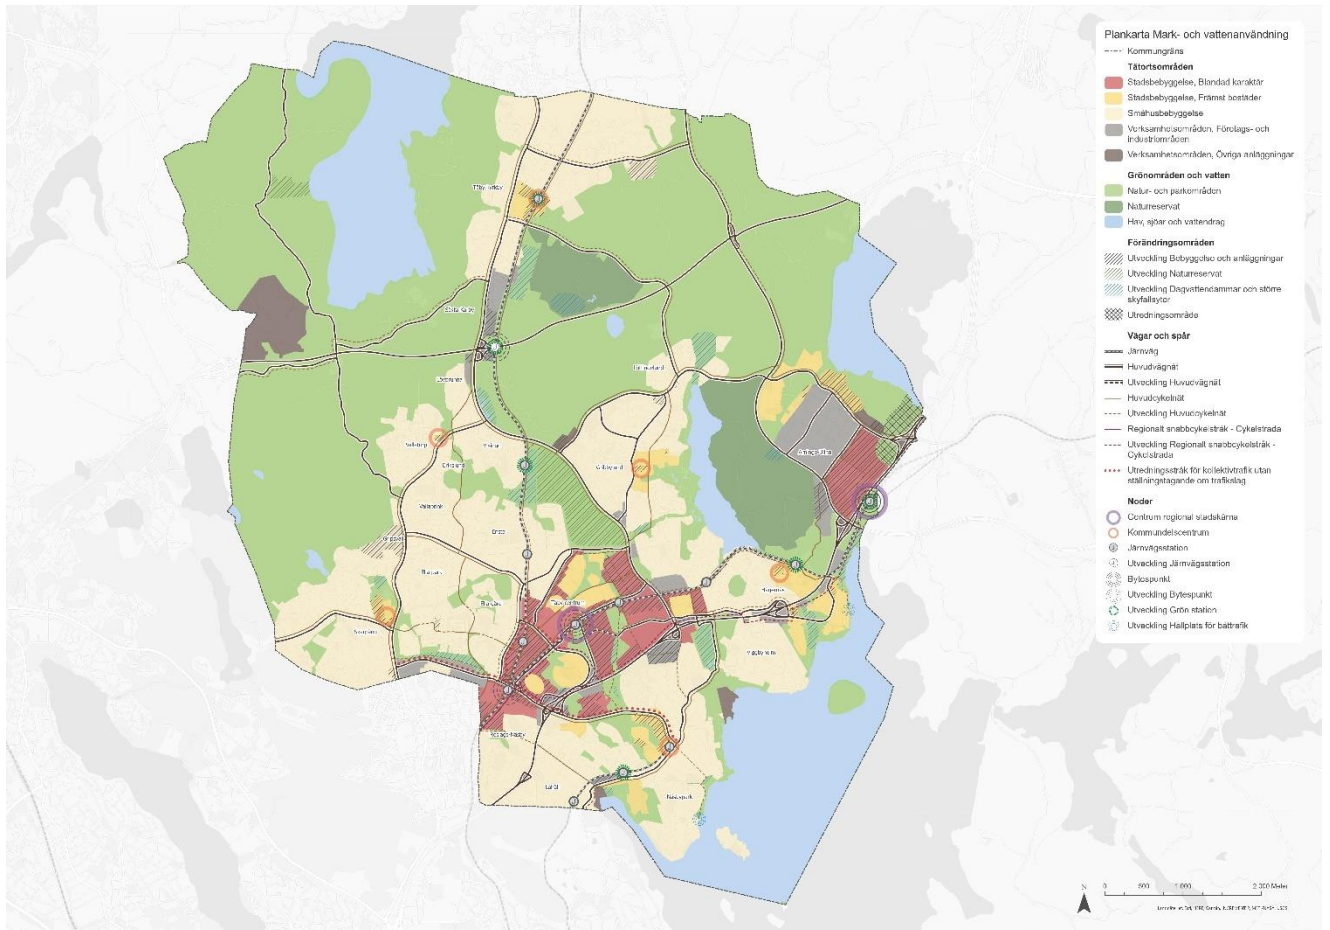 Plankarta Mark- och vattenanvändning
Kommungräns
Tätortsområden
Stadsbebyggelse, Blandad karaktär
Stadsbebyggelse, Främst bostäder
Småhusbebyggelse
Verksamhetsområden, Företags- och
industriområden
Verksamhetsområden, Övriga anläggningar
Grönområden och vatten
Natur- och parkområden
Naturreservat
Hav, sjöar och vattendrag
Förändringsområden
Utveckling Bebyggelse och anläggningar
Utveckling Naturreservat
Utveckling Dagvattendammar och större
skyfallsytor
Utredningsområde
Vägar och spår
Järnväg
Huvudvägnät
Utveckling Huvudvägnät
Huvudcykelnät
Utveckling Huvudcykelnät
Regionalt snabbcykelstråk - Cykelstrada
Utveckling Regionalt snabbcykelstråk -
Cykelstrada
Utredningsstråk för kollektivtrafik utan
ställningstagande om trafikslag
Noder
Centrum regional stadskärna
Kommundelscentrum
Järnvägsstation
Utveckling Järnvägsstation
Bytespunkt
Utveckling Bytespunkt
Utveckling Grön station
Utveckling Hållplats för båttrafik
Gribbylund
Viggbyholm
Hägernäs
Näsbypark
N
0 500 1 000 2 000 Meter